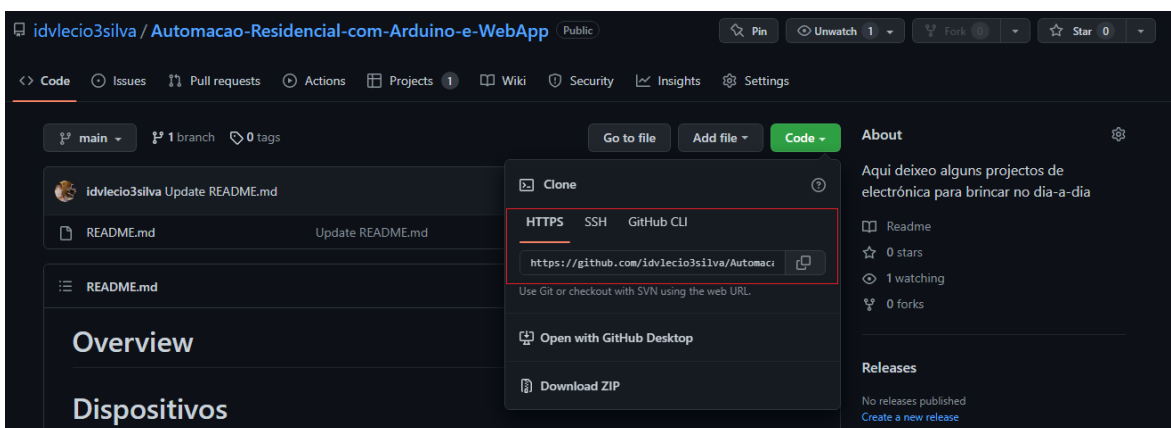 idvlecio3silva / Automacao-Residencial-com-Arduino-e-WebApp Public Pin Unwatch 1 Fork 0 Star 0
<> Code Issues Pull requests Actions Projects 1 Wiki Security Insights Settings
main 1 branch 0 tags Go to file Add file Code
idvlecio3silva Update README.md
README.md Update README.md
README.md
Overview
Dispositivos
Clone
HTTPS SSH GitHub CLI
https://github.com/idvlecio3silva/Automaca
Use Git or checkout with SVN using the web URL.
Open with GitHub Desktop
Download ZIP
About
Aqui deixeo alguns projectos de
electrónica para brincar no dia-a-dia
Readme
0 stars
1 watching
0 forks
Releases
No releases published
Create a new release